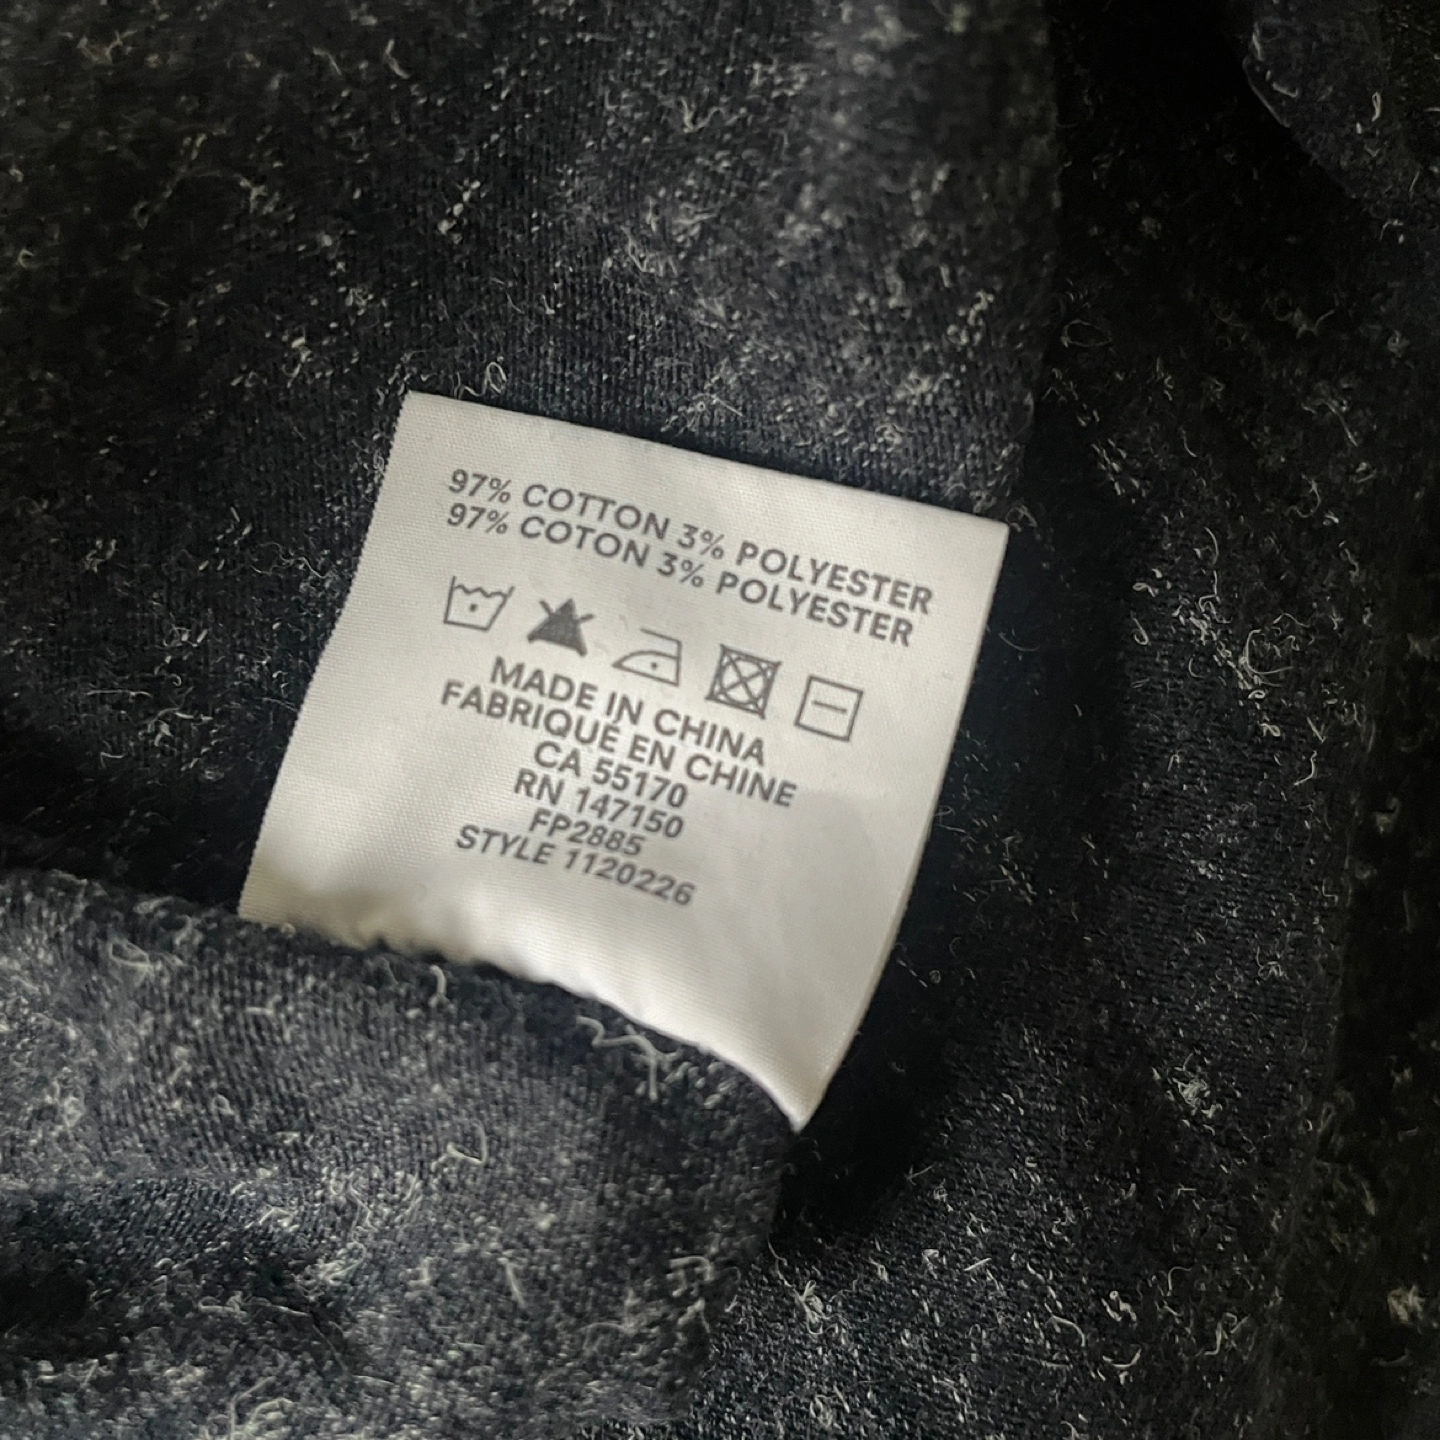 97% COTTON 3% POLYESTER
97% COTON 3% POLYESTER
MADE IN CHINA
FABRIQUÉ EN CHINE
CA 55170
RN 147150
FP2885
STYLE 1120226